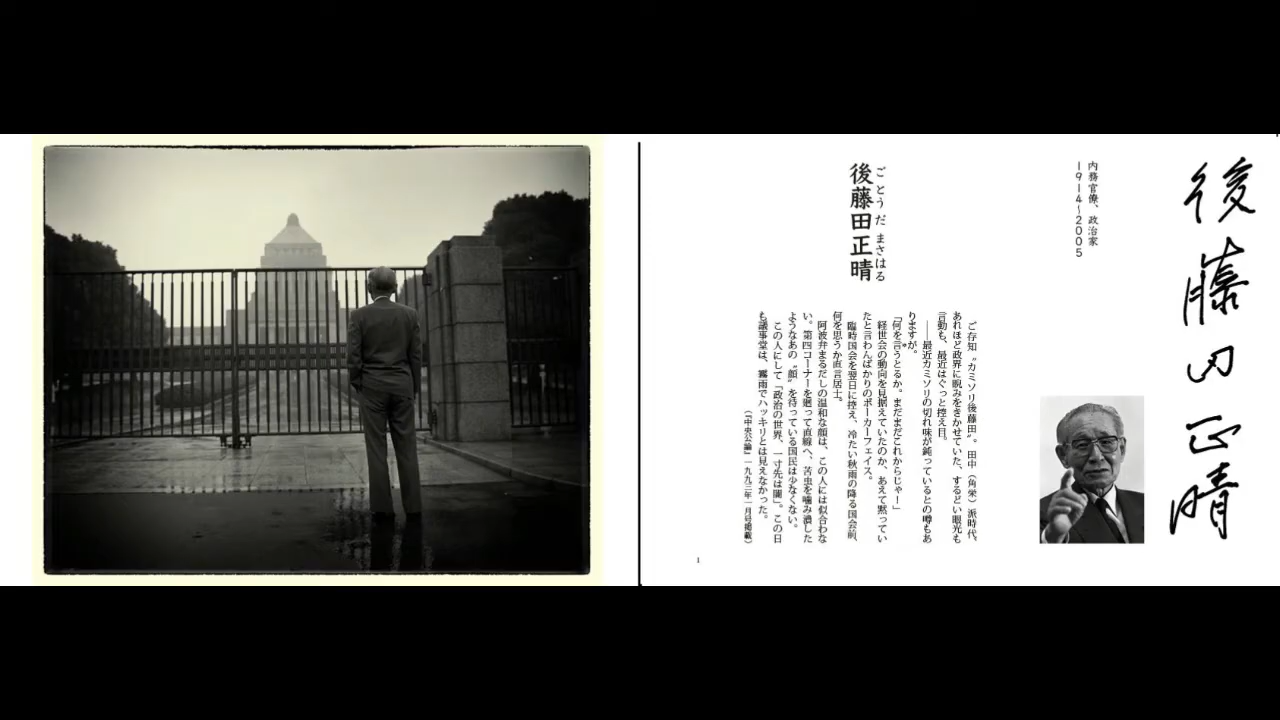 後藤田正晴
内務官僚、政治家
1914〜2005
ごとうだ まさはる
後藤田正晴
ご存知〝カミソリ後藤田〟。田中（角栄）派時代、
あれほど政界に睨みをきかせていた、するどい眼光も
言動も、最近はぐっと控え目。
――最近カミソリの切れ味が鈍っているとの噂もあ
りますが。
「何を言うとるか。まだまだこれからじゃー」
経世会の動向を見据えていたのか、あえて黙ってい
たと言わんばかりのポーカーフェイス。
臨時国会を翌日に控え、冷たい秋雨の降る国会前、
何を思うか直言居士。
阿波弁まるだしの温和な顔は、この人には似合わな
い。第四コーナーを廻って直線へ、苦虫を噛み潰した
ようなあの〝顔〟を待っている国民は少なくない。
この人にして「政治の世界、一寸先は闇」。この日
も議事堂は、霧雨でハッキリとは見えなかった。
（『中央公論』一九九三年一月号掲載）
1